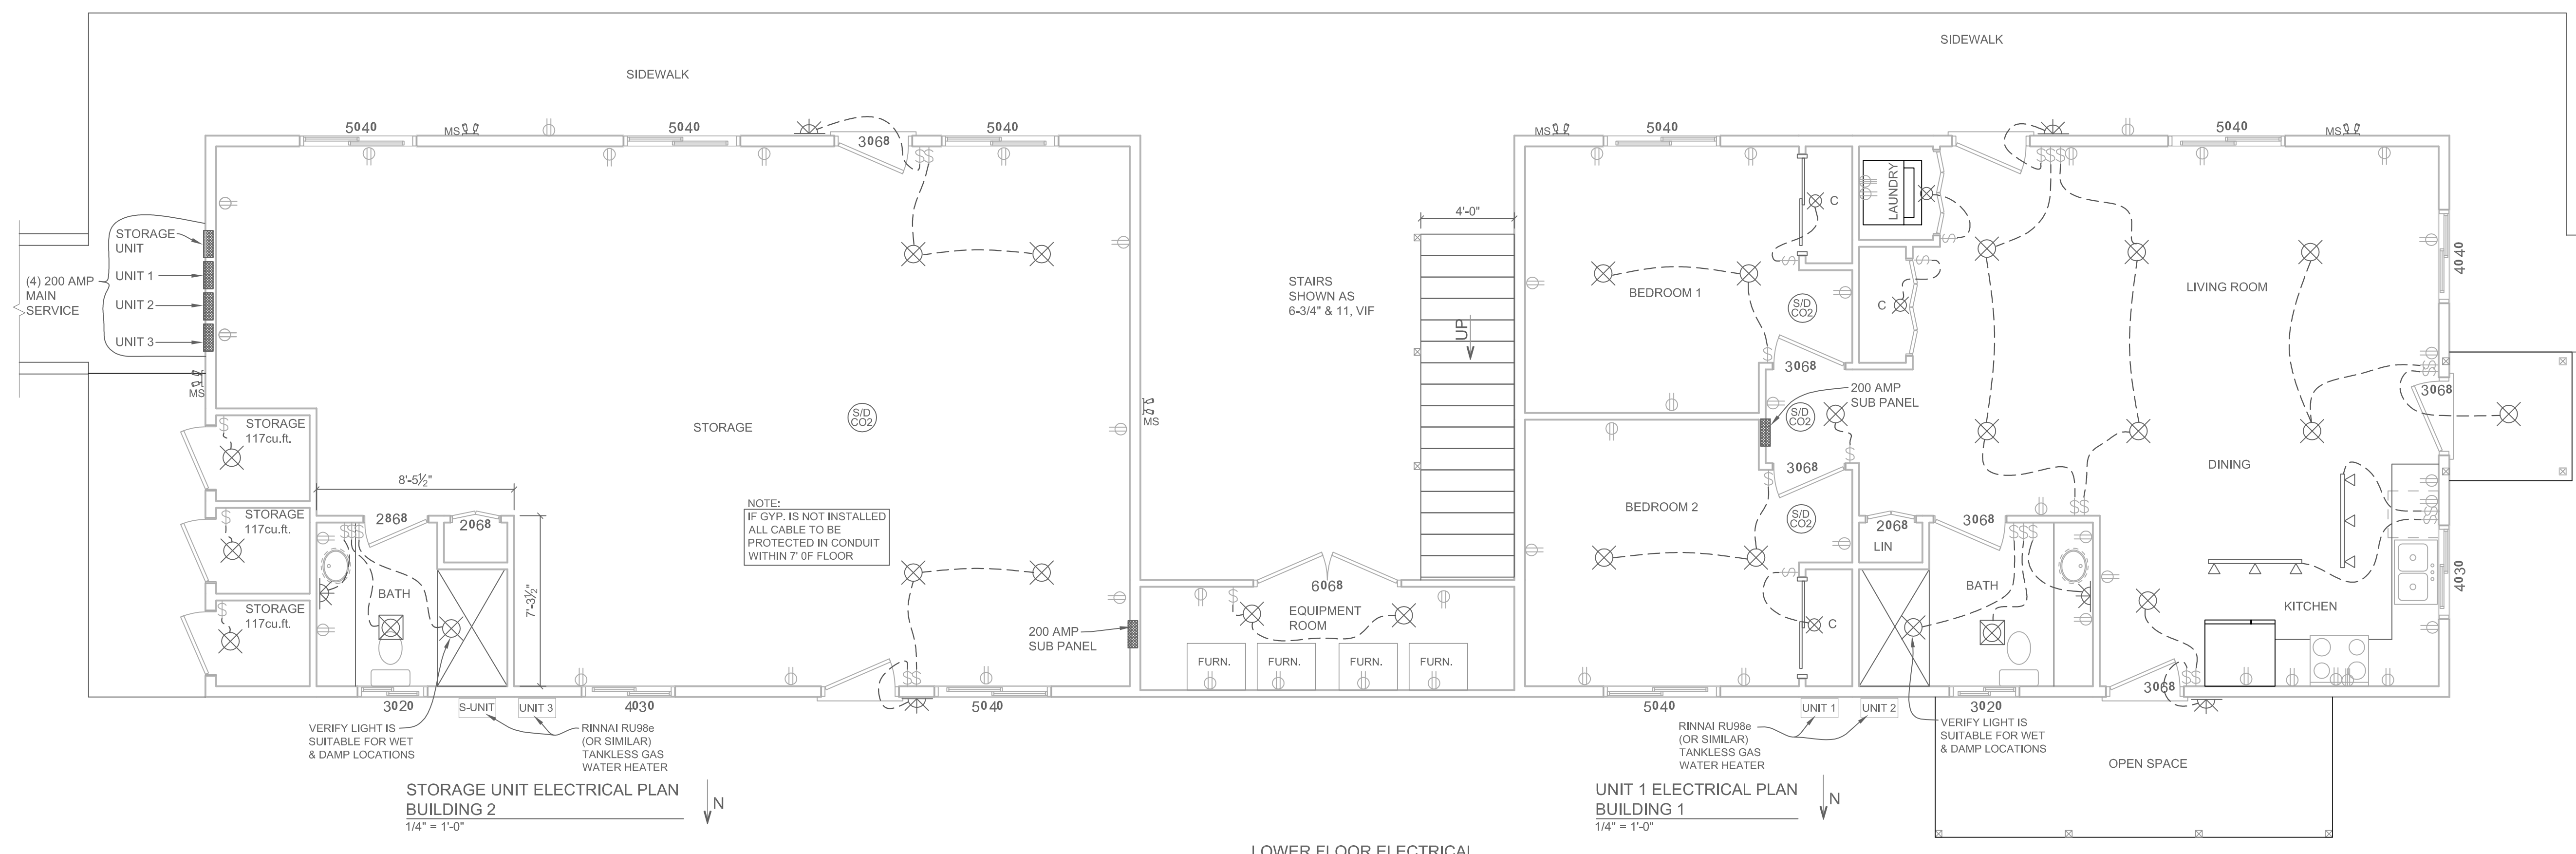 SIDEWALK
SIDEWALK
5040
MS
5040
3068
5040
MS
5040
5040
MS
STORAGE
UNIT
UNIT 1
UNIT 2
UNIT 3
(4) 200 AMP
MAIN
SERVICE
MS
STORAGE
117cu.ft.
STORAGE
117cu.ft.
STORAGE
117cu.ft.
8'-5½"
2868
2068
7'-3½"
BATH
STORAGE
S/D
CO2
NOTE:
IF GYP. IS NOT INSTALLED
ALL CABLE TO BE
PROTECTED IN CONDUIT
WITHIN 7' 0F FLOOR
200 AMP
SUB PANEL
MS
STAIRS
SHOWN AS
6-3/4" & 11, VIF
4'-0"
UP
6068
EQUIPMENT
ROOM
FURN.
FURN.
FURN.
FURN.
BEDROOM 1
S/D
CO2
C
LAUNDRY
C
3068
200 AMP
SUB PANEL
S/D
CO2
3068
BEDROOM 2
S/D
CO2
C
2068
LIN
3068
BATH
LIVING ROOM
4040
3068
DINING
KITCHEN
4030
3068
3020
S-UNIT
UNIT 3
4030
5040
VERIFY LIGHT IS
SUITABLE FOR WET
& DAMP LOCATIONS
RINNAI RU98e
(OR SIMILAR)
TANKLESS GAS
WATER HEATER
5040
UNIT 1
UNIT 2
3020
RINNAI RU98e
(OR SIMILAR)
TANKLESS GAS
WATER HEATER
VERIFY LIGHT IS
SUITABLE FOR WET
& DAMP LOCATIONS
OPEN SPACE
STORAGE UNIT ELECTRICAL PLAN
BUILDING 2
1/4" = 1'-0"
N
UNIT 1 ELECTRICAL PLAN
BUILDING 1
1/4" = 1'-0"
N
LOWER FLOOR ELECTRICAL